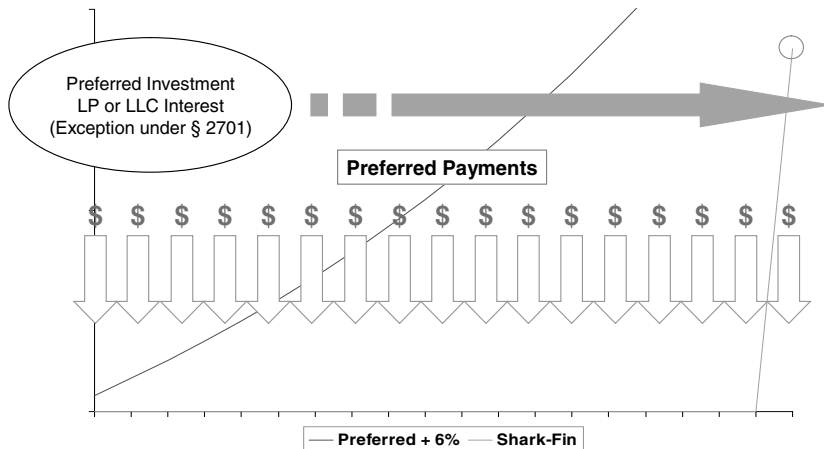 Preferred Investment
LP or LLC Interest
(Exception under § 2701)
Preferred Payments
$ $ $ $ $ $ $ $ $ $ $ $ $ $ $ $ $
Preferred + 6% Shark-Fin